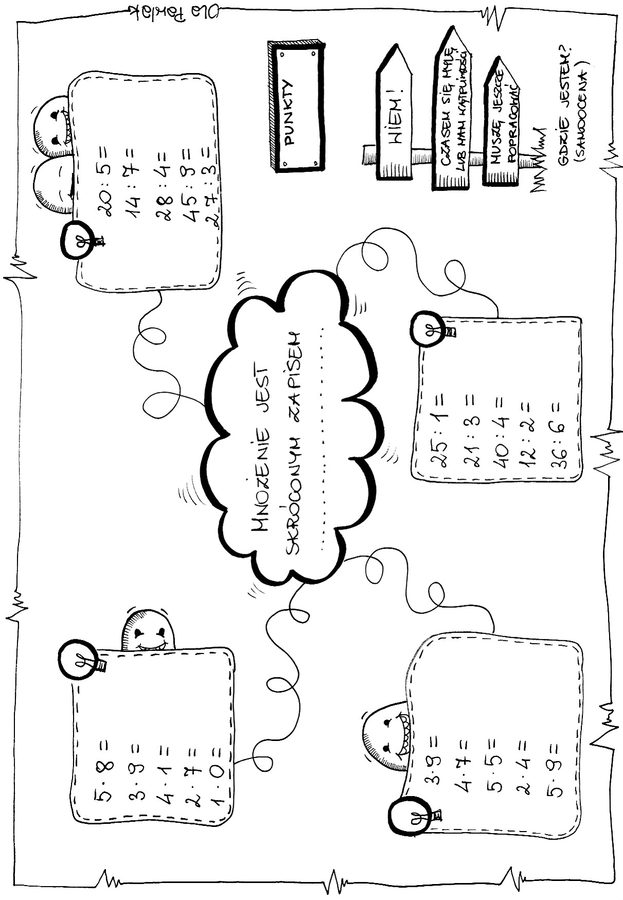 5·8=
3·9=
4·1=
2·7=
1·0=
20:5=
14:7=
28:4=
45:9=
27:3=
MNOŻENIE JEST
SKRÓCONYM ZAPISEM
..............................
3·9=
4·7=
5·5=
2·4=
5·9=
25:1=
21:3=
40:4=
12:2=
36:6=
PUNKTY
WIEM!
CZASEM SIĘ MYLĘ
LUB MAM WĄTPLIWOŚCI
MUSZĘ JESZCZE
POPRACOWAĆ
GDZIE JESTEM?
(SAMOOCENA)
Ola Pawlak